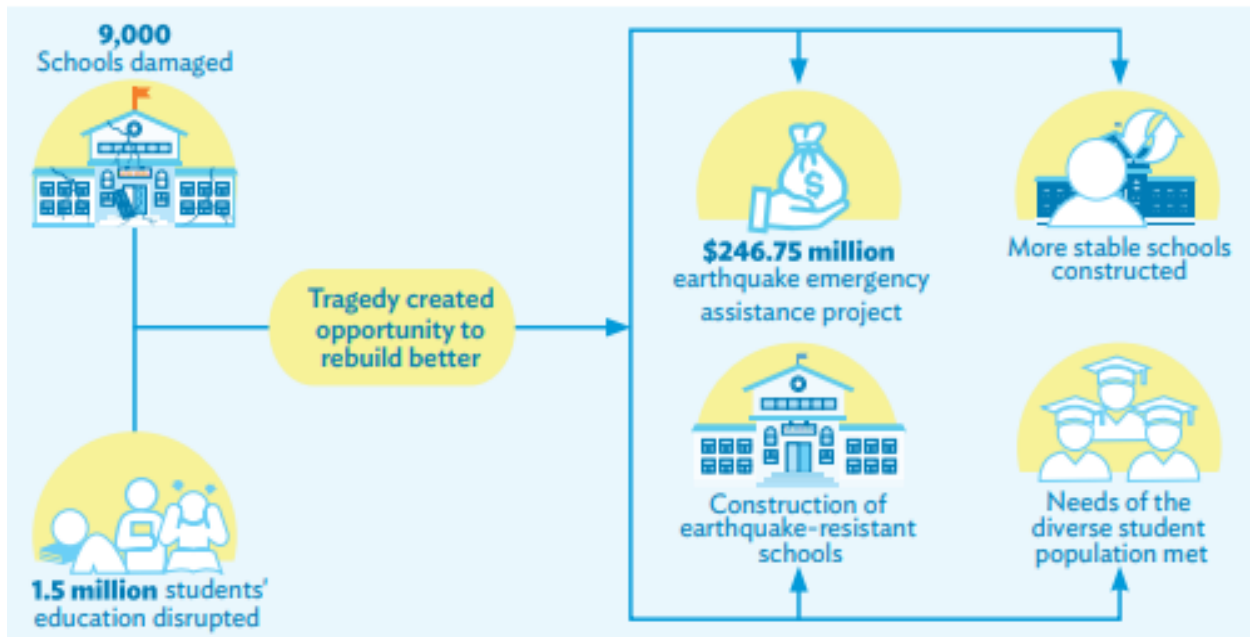 9,000
Schools damaged
1.5 million students'
education disrupted
Tragedy created
opportunity to
rebuild better
$
$246.75 million
earthquake emergency
assistance project
More stable schools
constructed
Construction of
earthquake-resistant
schools
Needs of the
diverse student
population met